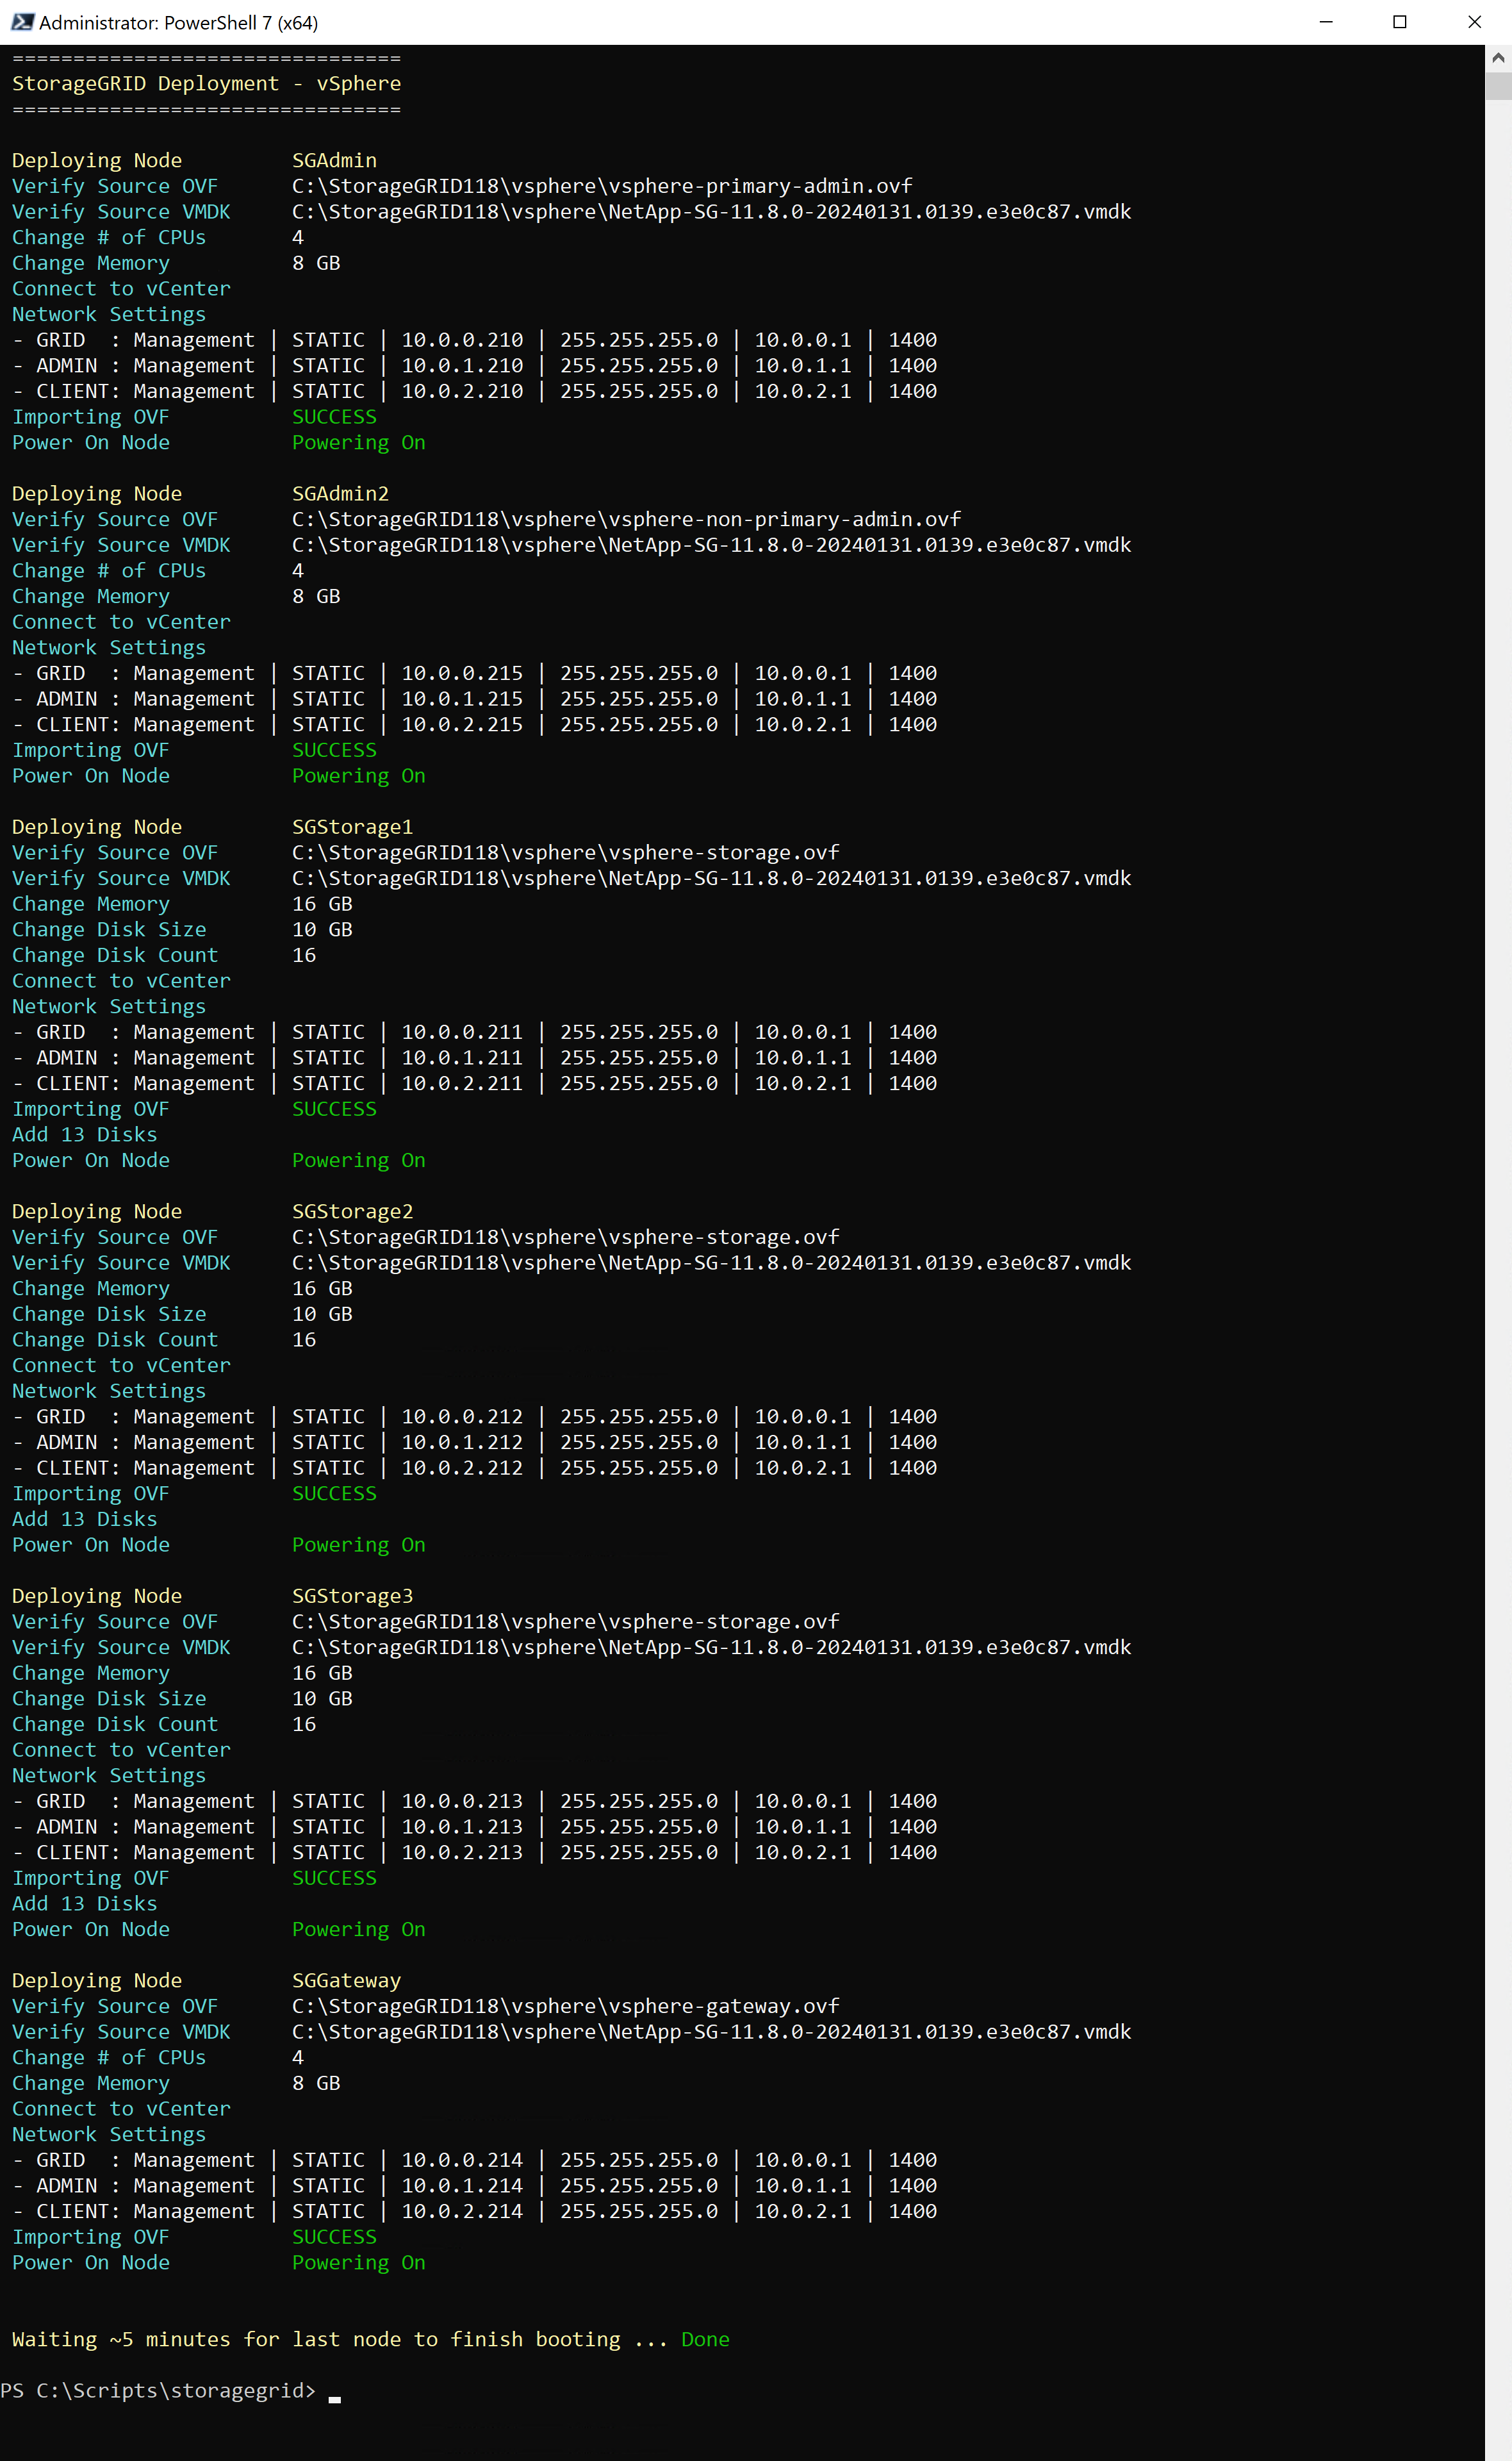 Administrator: PowerShell 7 (x64)
================================
StorageGRID Deployment - vSphere
================================
Deploying Node         SGAdmin
Verify Source OVF      C:\StorageGRID118\vsphere\vsphere-primary-admin.ovf
Verify Source VMDK     C:\StorageGRID118\vsphere\NetApp-SG-11.8.0-20240131.0139.e3e0c87.vmdk
Change # of CPUs       4
Change Memory          8 GB
Connect to vCenter
Network Settings
- GRID  : Management | STATIC | 10.0.0.210 | 255.255.255.0 | 10.0.0.1 | 1400
- ADMIN : Management | STATIC | 10.0.1.210 | 255.255.255.0 | 10.0.1.1 | 1400
- CLIENT: Management | STATIC | 10.0.2.210 | 255.255.255.0 | 10.0.2.1 | 1400
Importing OVF          SUCCESS
Power On Node          Powering On
Deploying Node         SGAdmin2
Verify Source OVF      C:\StorageGRID118\vsphere\vsphere-non-primary-admin.ovf
Verify Source VMDK     C:\StorageGRID118\vsphere\NetApp-SG-11.8.0-20240131.0139.e3e0c87.vmdk
Change # of CPUs       4
Change Memory          8 GB
Connect to vCenter
Network Settings
- GRID  : Management | STATIC | 10.0.0.215 | 255.255.255.0 | 10.0.0.1 | 1400
- ADMIN : Management | STATIC | 10.0.1.215 | 255.255.255.0 | 10.0.1.1 | 1400
- CLIENT: Management | STATIC | 10.0.2.215 | 255.255.255.0 | 10.0.2.1 | 1400
Importing OVF          SUCCESS
Power On Node          Powering On
Deploying Node         SGStorage1
Verify Source OVF      C:\StorageGRID118\vsphere\vsphere-storage.ovf
Verify Source VMDK     C:\StorageGRID118\vsphere\NetApp-SG-11.8.0-20240131.0139.e3e0c87.vmdk
Change Memory          16 GB
Change Disk Size       10 GB
Change Disk Count      16
Connect to vCenter
Network Settings
- GRID  : Management | STATIC | 10.0.0.211 | 255.255.255.0 | 10.0.0.1 | 1400
- ADMIN : Management | STATIC | 10.0.1.211 | 255.255.255.0 | 10.0.1.1 | 1400
- CLIENT: Management | STATIC | 10.0.2.211 | 255.255.255.0 | 10.0.2.1 | 1400
Importing OVF          SUCCESS
Add 13 Disks
Power On Node          Powering On
Deploying Node         SGStorage2
Verify Source OVF      C:\StorageGRID118\vsphere\vsphere-storage.ovf
Verify Source VMDK     C:\StorageGRID118\vsphere\NetApp-SG-11.8.0-20240131.0139.e3e0c87.vmdk
Change Memory          16 GB
Change Disk Size       10 GB
Change Disk Count      16
Connect to vCenter
Network Settings
- GRID  : Management | STATIC | 10.0.0.212 | 255.255.255.0 | 10.0.0.1 | 1400
- ADMIN : Management | STATIC | 10.0.1.212 | 255.255.255.0 | 10.0.1.1 | 1400
- CLIENT: Management | STATIC | 10.0.2.212 | 255.255.255.0 | 10.0.2.1 | 1400
Importing OVF          SUCCESS
Add 13 Disks
Power On Node          Powering On
Deploying Node         SGStorage3
Verify Source OVF      C:\StorageGRID118\vsphere\vsphere-storage.ovf
Verify Source VMDK     C:\StorageGRID118\vsphere\NetApp-SG-11.8.0-20240131.0139.e3e0c87.vmdk
Change Memory          16 GB
Change Disk Size       10 GB
Change Disk Count      16
Connect to vCenter
Network Settings
- GRID  : Management | STATIC | 10.0.0.213 | 255.255.255.0 | 10.0.0.1 | 1400
- ADMIN : Management | STATIC | 10.0.1.213 | 255.255.255.0 | 10.0.1.1 | 1400
- CLIENT: Management | STATIC | 10.0.2.213 | 255.255.255.0 | 10.0.2.1 | 1400
Importing OVF          SUCCESS
Add 13 Disks
Power On Node          Powering On
Deploying Node         SGGateway
Verify Source OVF      C:\StorageGRID118\vsphere\vsphere-gateway.ovf
Verify Source VMDK     C:\StorageGRID118\vsphere\NetApp-SG-11.8.0-20240131.0139.e3e0c87.vmdk
Change # of CPUs       4
Change Memory          8 GB
Connect to vCenter
Network Settings
- GRID  : Management | STATIC | 10.0.0.214 | 255.255.255.0 | 10.0.0.1 | 1400
- ADMIN : Management | STATIC | 10.0.1.214 | 255.255.255.0 | 10.0.1.1 | 1400
- CLIENT: Management | STATIC | 10.0.2.214 | 255.255.255.0 | 10.0.2.1 | 1400
Importing OVF          SUCCESS
Power On Node          Powering On
Waiting ~5 minutes for last node to finish booting ... Done
PS C:\Scripts\storagegrid>